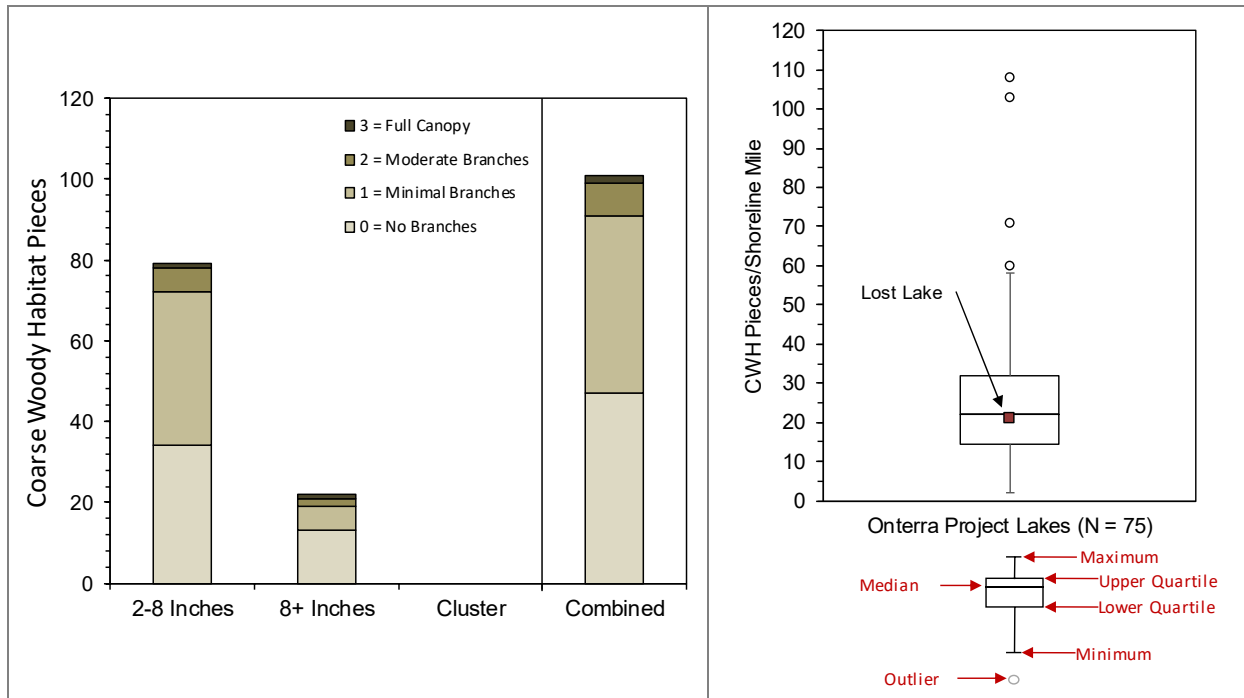 Coarse Woody Habitat Pieces
120
100
80
60
40
20
0
3 = Full Canopy
2 = Moderate Branches
1 = Minimal Branches
0 = No Branches
2-8 Inches
8+ Inches
Cluster
Combined
CWH Pieces/Shoreline Mile
120
110
100
90
80
70
60
50
40
30
20
10
0
Lost Lake
Onterra Project Lakes (N = 75)
Maximum
Median
Upper Quartile
Lower Quartile
Minimum
Outlier